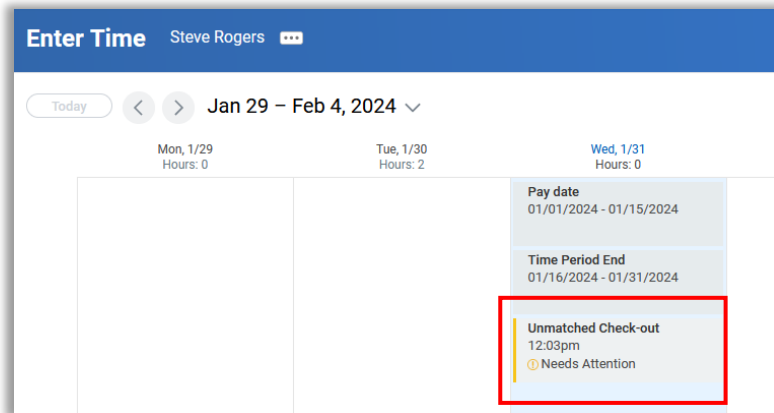 Enter Time Steve Rogers
Today Jan 29 – Feb 4, 2024
Mon, 1/29 Tue, 1/30 Wed, 1/31
Hours: 0 Hours: 2 Hours: 0
Pay date
01/01/2024 - 01/15/2024
Time Period End
01/16/2024 - 01/31/2024
Unmatched Check-out
12:03pm
Needs Attention